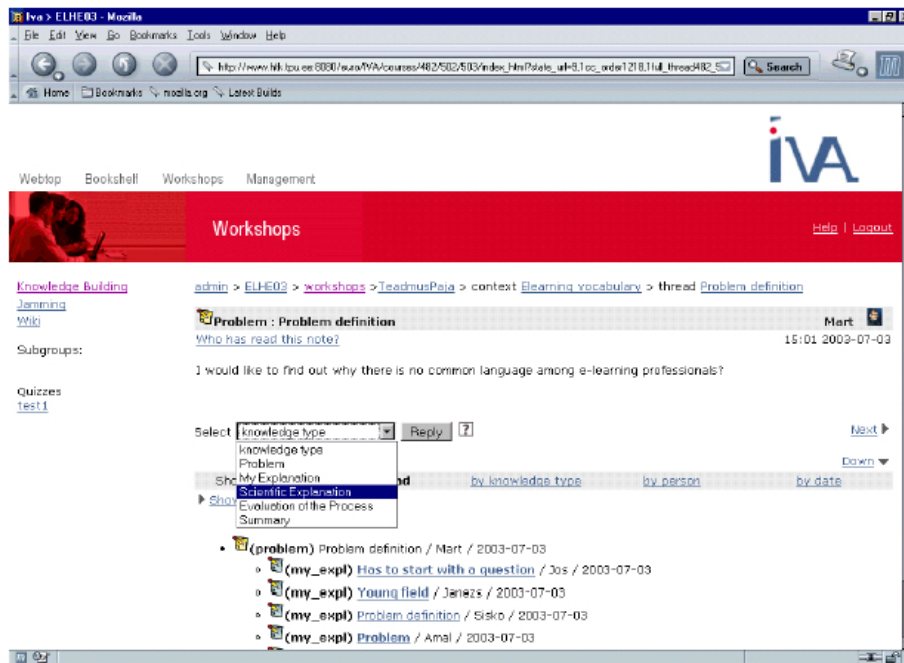 Iva > ELHE03 - Mozilla
File Edit View Go Bookmarks Tools Window Help
Search
Home Bookmarks mozilla.org Latest Builds
IVA
Webtop Bookshelf Workshops Management
Workshops
Help | Logout
Knowledge Building
Jamming
Wiki
Subgroups:
Quizzes
test1
admin > ELHE03 > workshops >TeadmusPaja > context Elearning vocabulary > thread Problem definition
Problem : Problem definition Mart
Who has read this note? 15:01 2003-07-03
I would like to find out why there is no common language among e-learning professionals?
Select knowledge type Reply ? Next
knowledge type
Problem
My Explanation
Scientific Explanation
Evaluation of the Process
Summary
Down
by knowledge type by person by date
(problem) Problem definition / Mart / 2003-07-03
(my_expl) Has to start with a question / Jos / 2003-07-03
(my_expl) Young field / Janezs / 2003-07-03
(my_expl) Problem definition / Sisko / 2003-07-03
(my_expl) Problem / Amal / 2003-07-03